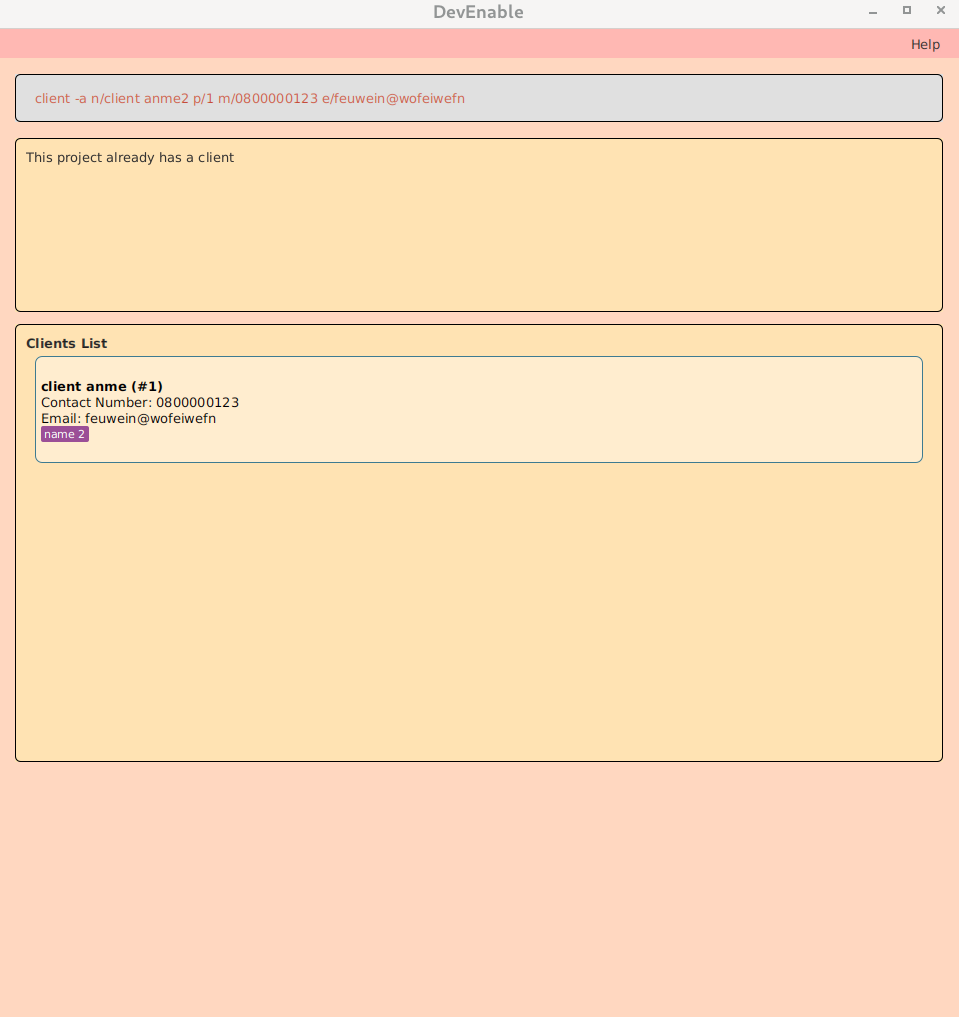 DevEnable
Help
client -a n/client anme2 p/1 m/0800000123 e/feuwein@wofeiwefn
This project already has a client
Clients List
client anme (#1)
Contact Number: 0800000123
Email: feuwein@wofeiwefn
name 2